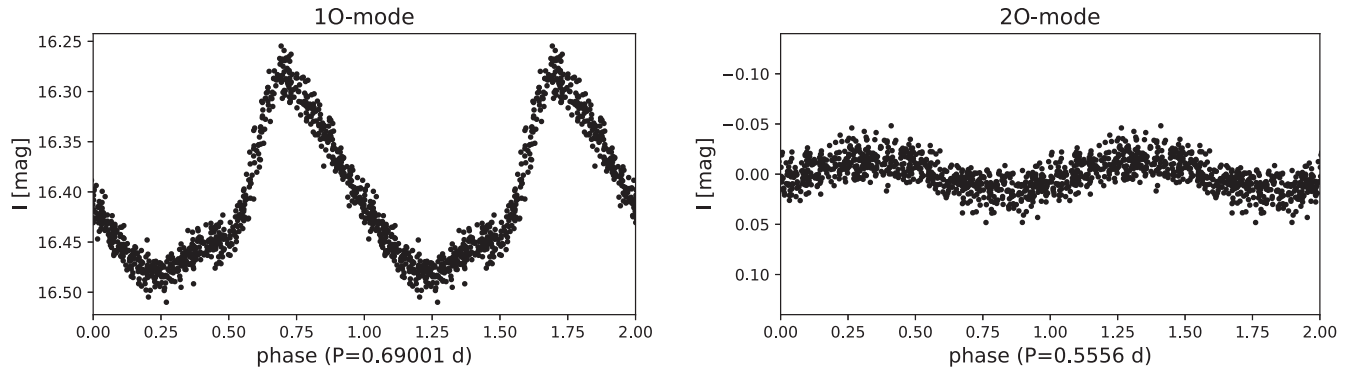 1O-mode
2O-mode
I [mag]
16.25
16.30
16.35
16.40
16.45
16.50
0.00 0.25 0.50 0.75 1.00 1.25 1.50 1.75 2.00
phase (P=0.69001 d)
I [mag]
−0.10
−0.05
0.00
0.05
0.10
0.00 0.25 0.50 0.75 1.00 1.25 1.50 1.75 2.00
phase (P=0.5556 d)